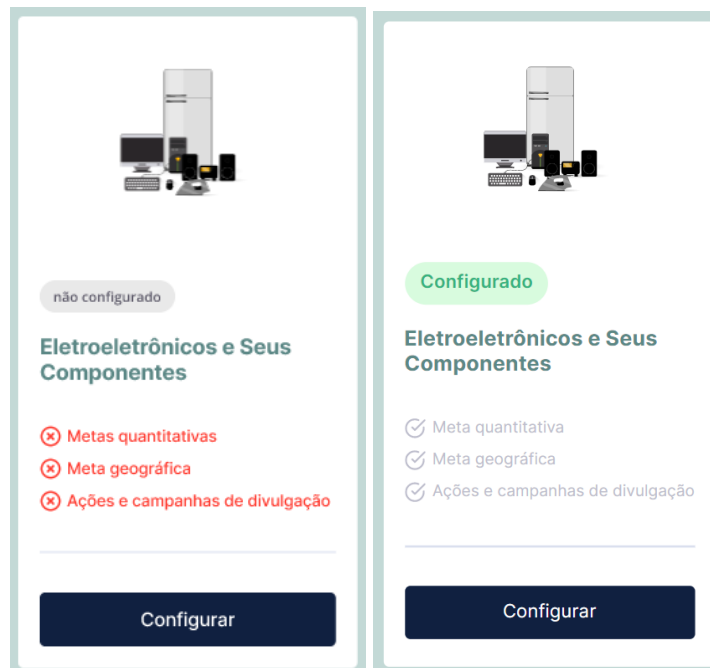 não configurado
Eletroeletrônicos e Seus
Componentes
Metas quantitativas
Meta geográfica
Ações e campanhas de divulgação
Configurar
Configurado
Eletroeletrônicos e Seus
Componentes
Meta quantitativa
Meta geográfica
Ações e campanhas de divulgação
Configurar